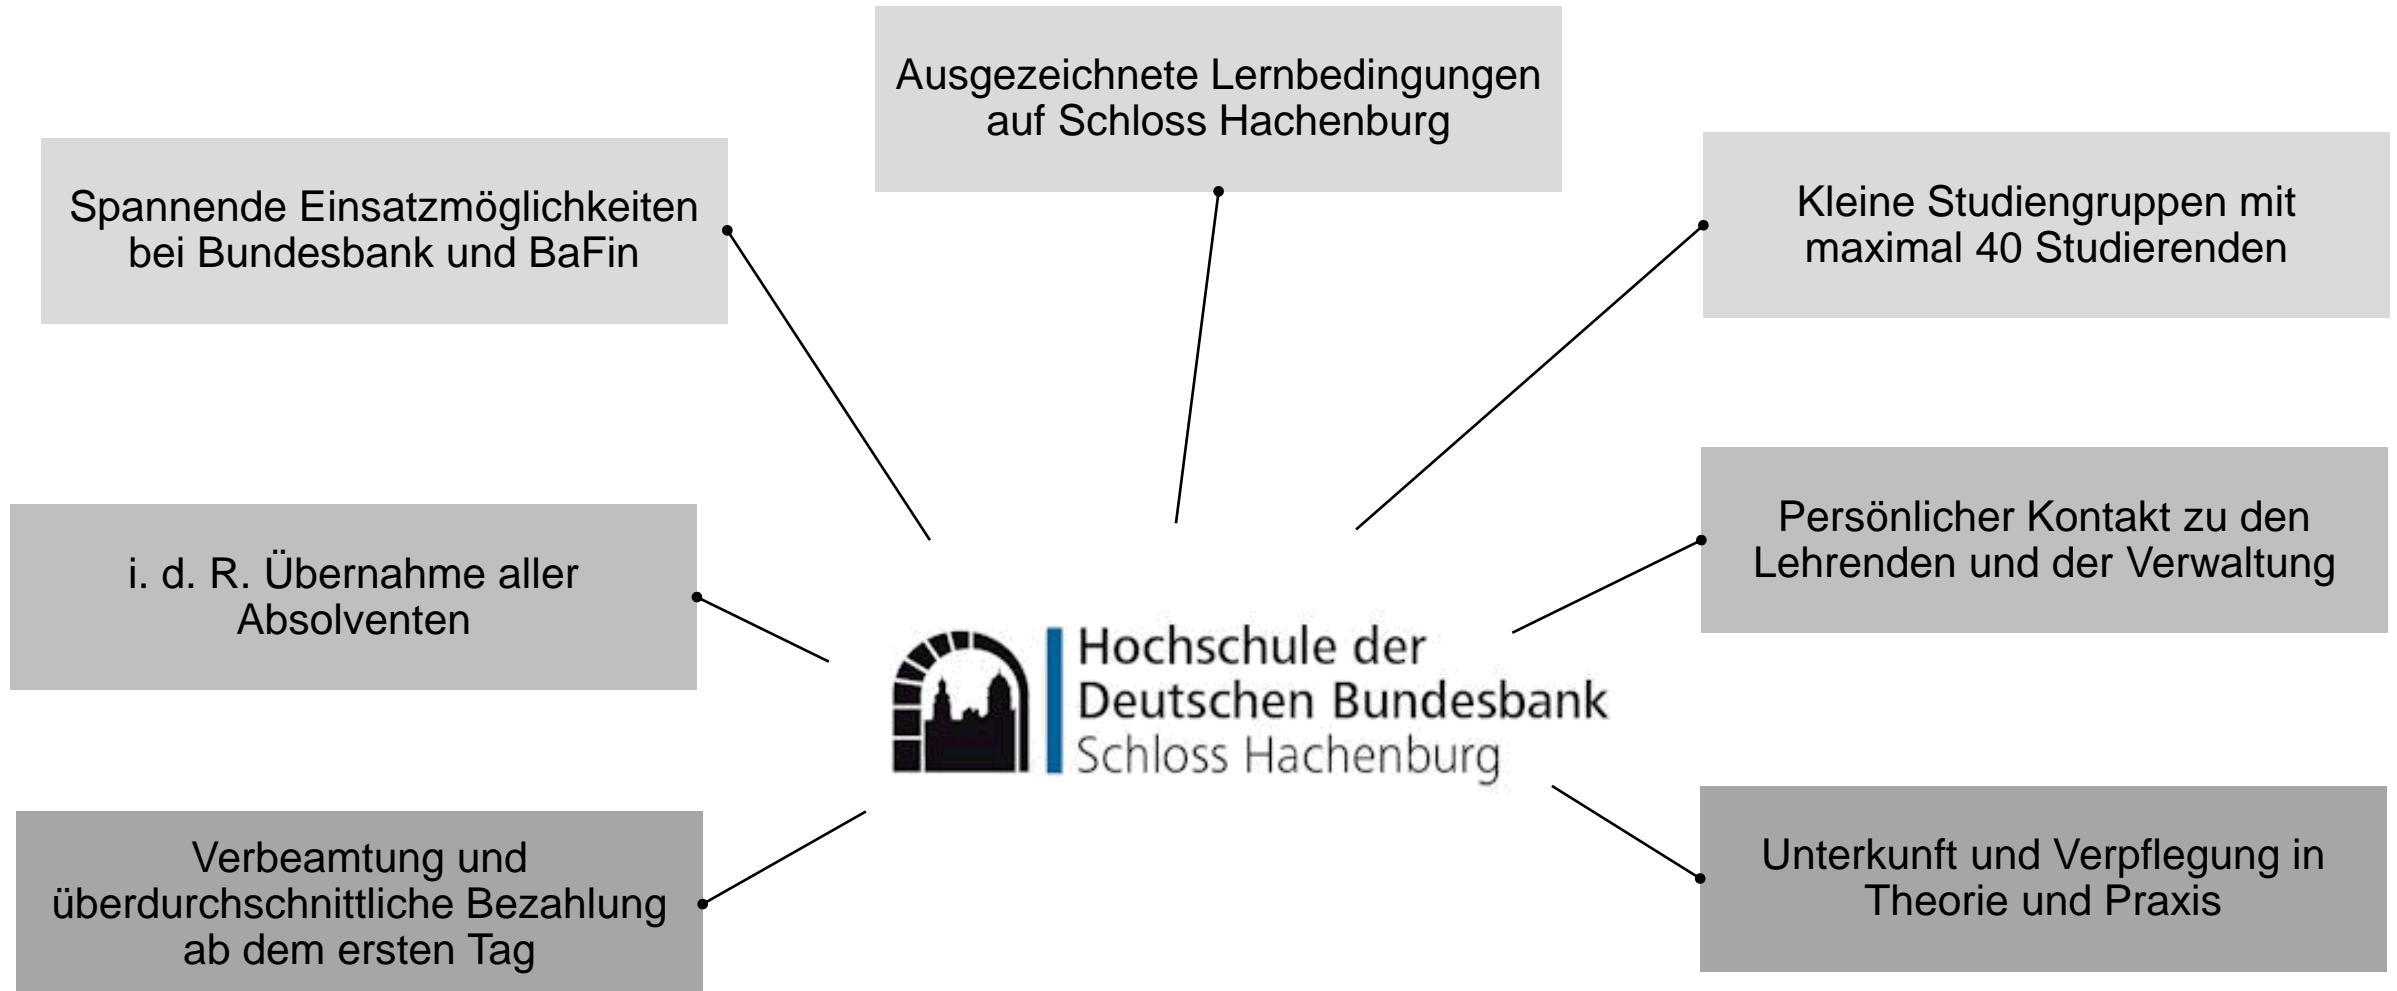 Ausgezeichnete Lernbedingungen
auf Schloss Hachenburg
Spannende Einsatzmöglichkeiten
bei Bundesbank und BaFin
Kleine Studiengruppen mit
maximal 40 Studierenden
i. d. R. Übernahme aller
Absolventen
Persönlicher Kontakt zu den
Lehrenden und der Verwaltung
Hochschule der
Deutschen Bundesbank
Schloss Hachenburg
Verbeamtung und
überdurchschnittliche Bezahlung
ab dem ersten Tag
Unterkunft und Verpflegung in
Theorie und Praxis